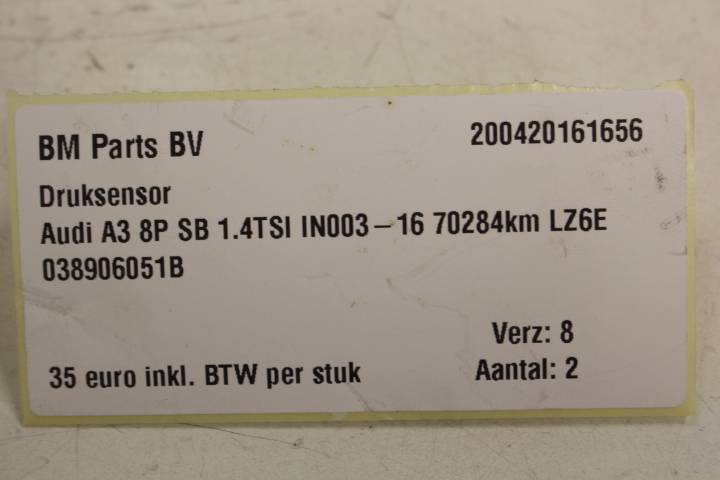 BM Parts BV 200420161656
Druksensor
Audi A3 8P SB 1.4TSI IN003-16 70284km LZ6E
038906051B
Verz: 8
35 euro inkl. BTW per stuk Aantal: 2